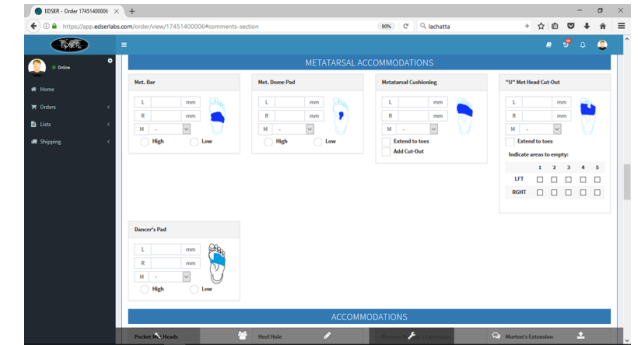 EDSER - Order 17451400006
https://app.edserlabs.com/order/view/17451400006#comments-section
90%
lachatta
Online
Home
Orders
Lists
Shipping
METATARSAL ACCOMMODATIONS
Met. Bar
L mm
R mm
M -
High Low
Met. Dome Pad
L mm
R mm
M -
High Low
Metatarsal Cushioning
L mm
R mm
M -
Extend to toes
Add Cut-Out
"U" Met Head Cut-Out
L mm
R mm
M -
Extend to toes
Indicate areas to empty:
1 2 3 4 5
LFT
RGHT
Dancer's Pad
L mm
R mm
M -
High Low
ACCOMMODATIONS
Heel Hole
Morton's Extension